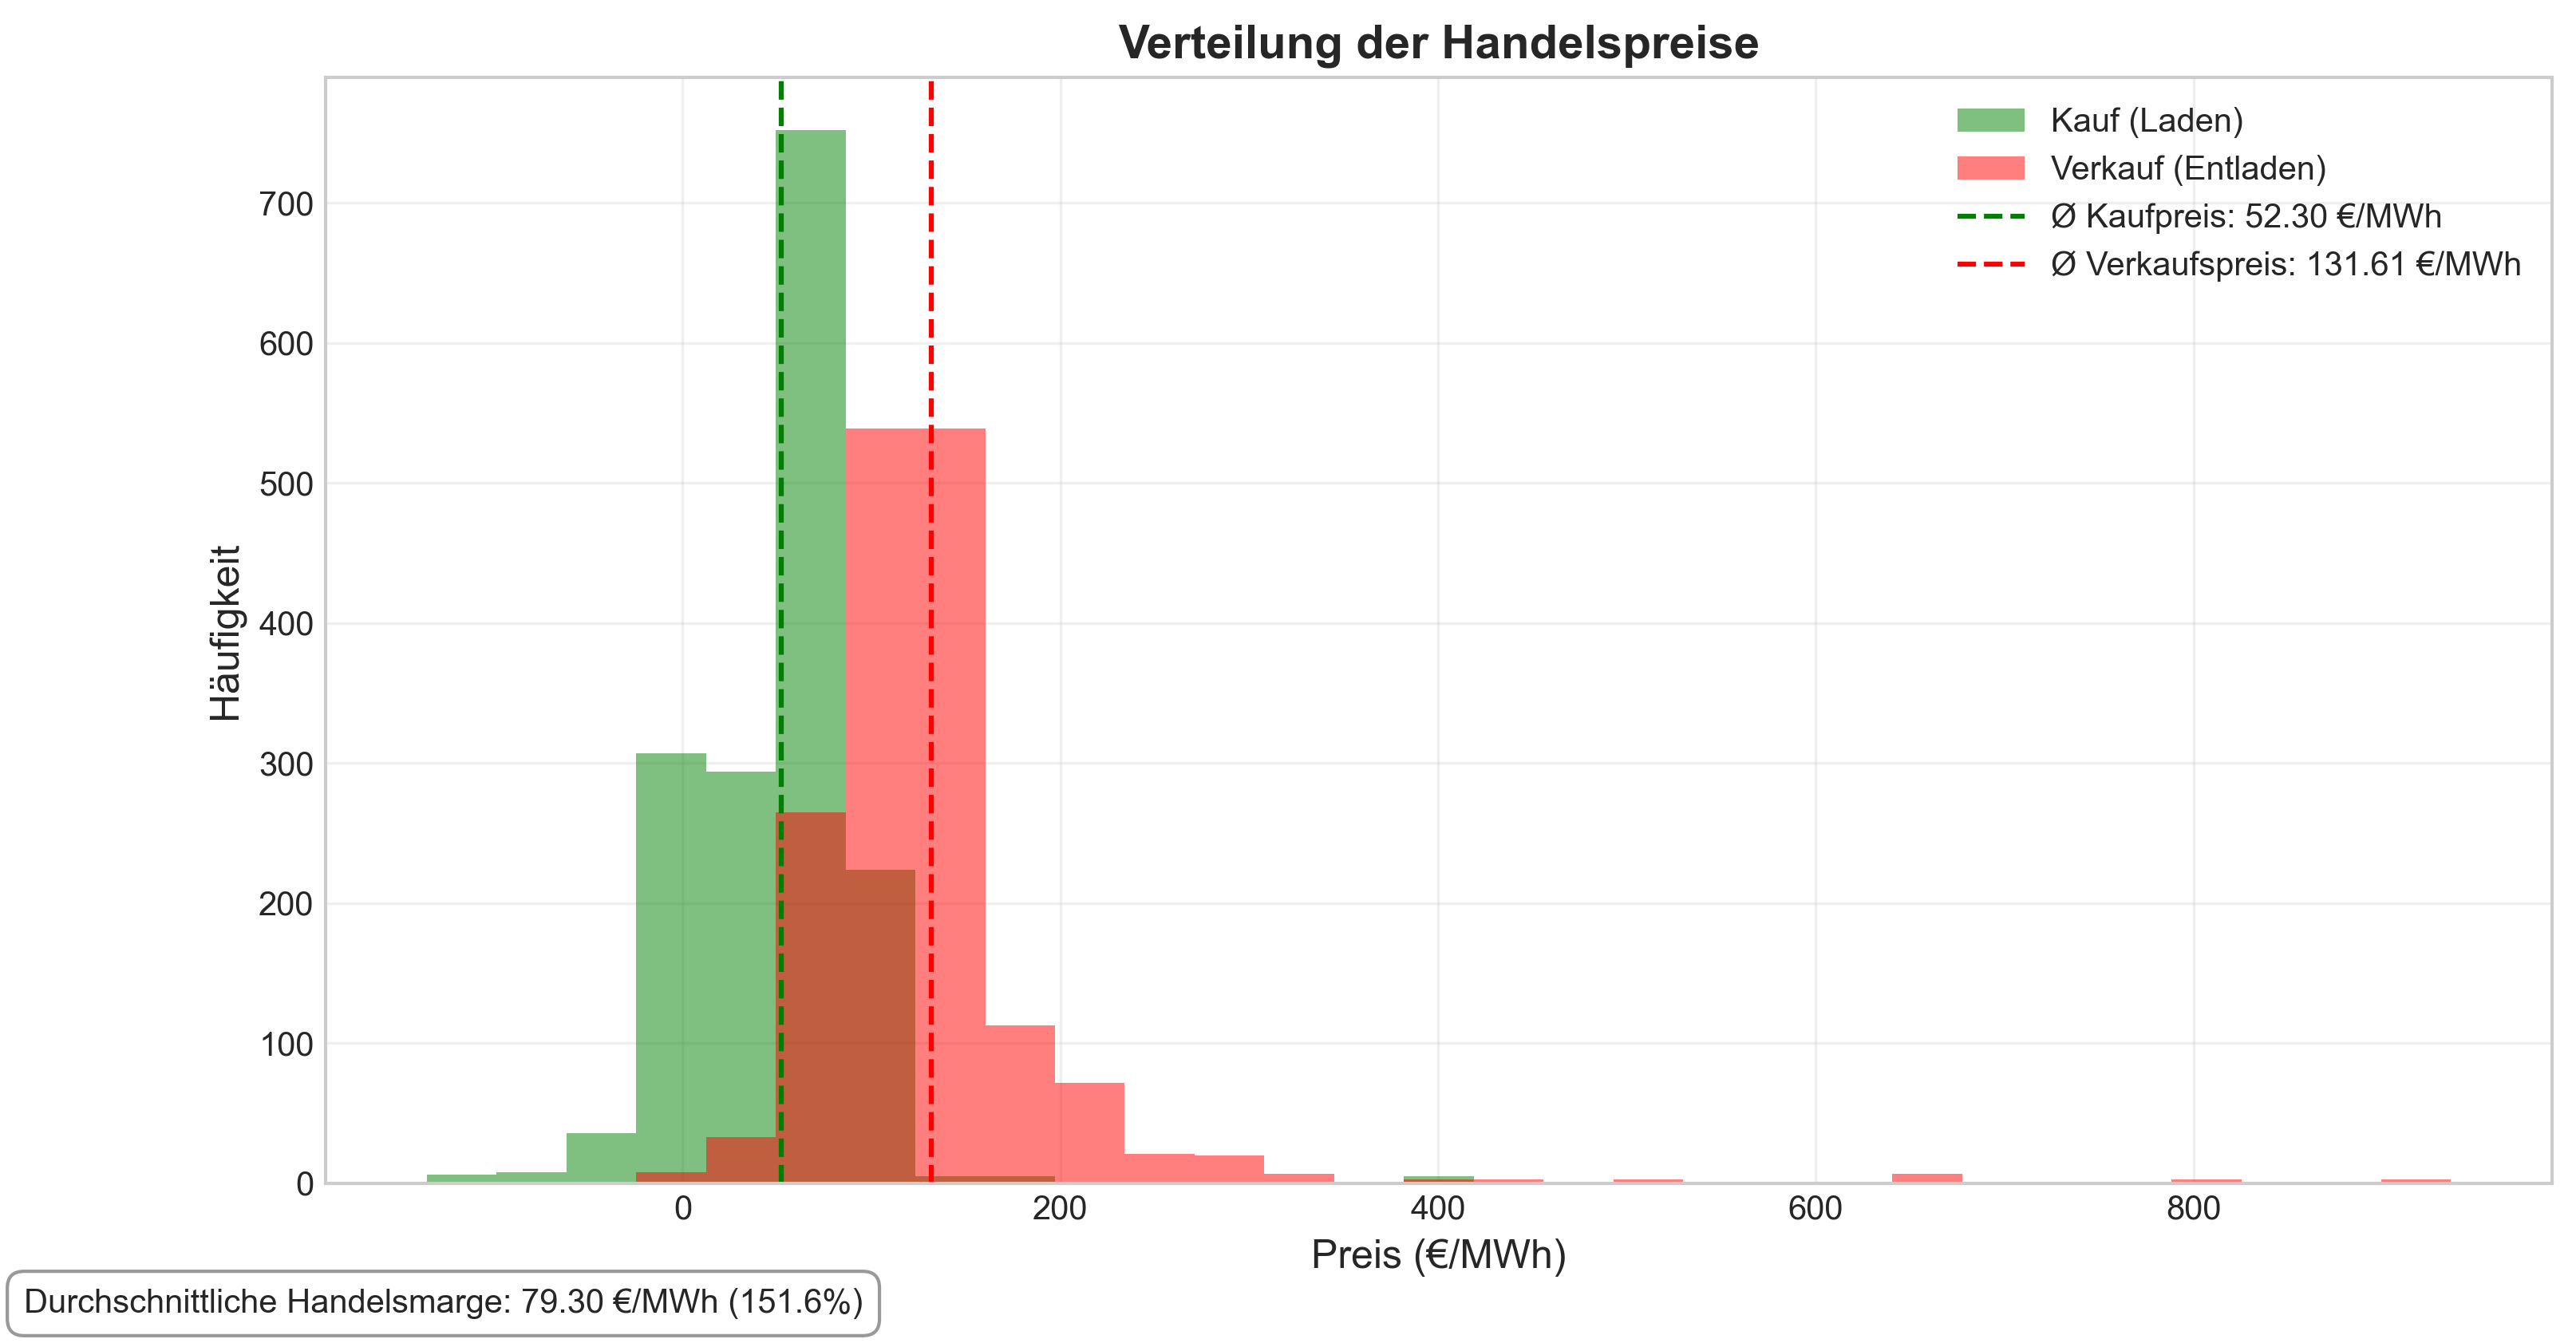 Verteilung der Handelspreise
Kauf (Laden)
Verkauf (Entladen)
Ø Kaufpreis: 52.30 €/MWh
Ø Verkaufspreis: 131.61 €/MWh
Häufigkeit
700
600
500
400
300
200
100
0
0 200 400 600 800
Preis (€/MWh)
Durchschnittliche Handelsmarge: 79.30 €/MWh (151.6%)